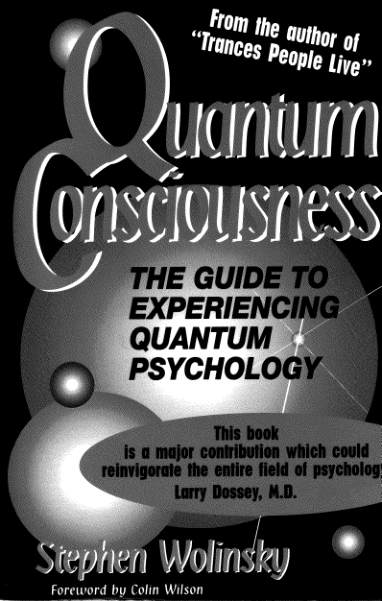 From the author of
"Trances People Live"
Quantum
Consciousness
THE GUIDE TO
EXPERIENCING
QUANTUM
PSYCHOLOGY
This book
is a major contribution which could
reinvigorate the entire field of psychology
Larry Dossey, M.D.
Stephen Wolinsky
Foreword by Colin Wilson